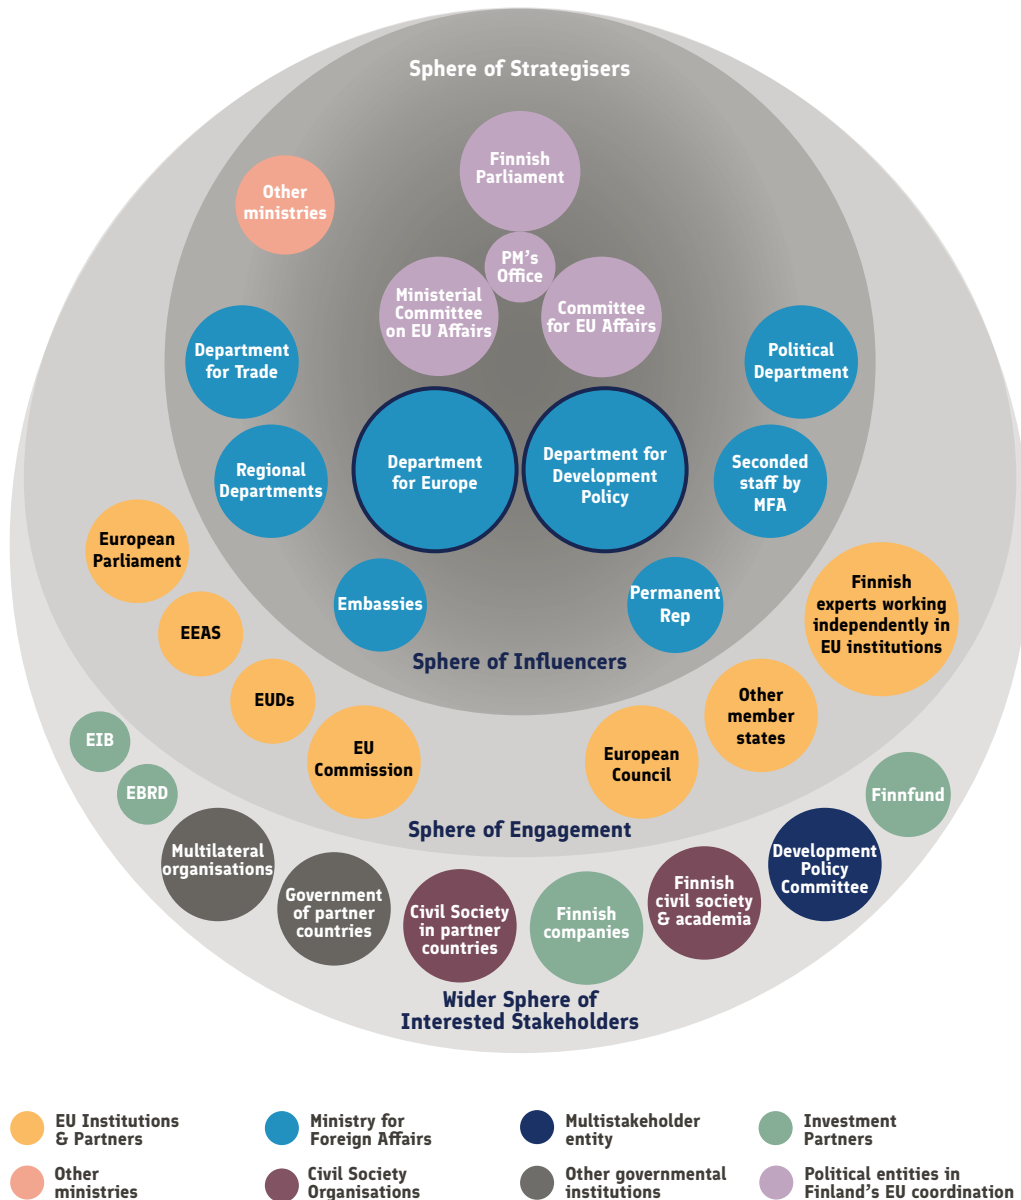 Sphere of Strategisers
Finnish
Parliament
Other
ministries
PM's
Office
Ministerial
Committee
on EU Affairs
Committee
for EU Affairs
Department
for Trade
Political
Department
Regional
Departments
Department
for Europe
Department for
Development
Policy
Seconded
staff by
MFA
European
Parliament
Embassies
Permanent
Rep
Finnish
experts working
independently in
EU institutions
EEAS
Sphere of Influencers
EUDs
Other
member
states
EIB
EU
Commission
European
Council
EBRD
Finnfund
Sphere of Engagement
Multilateral
organisations
Government
of partner
countries
Civil Society
in partner
countries
Finnish
companies
Finnish
civil society
& academia
Development
Policy
Committee
Wider Sphere of
Interested Stakeholders
EU Institutions
& Partners
Ministry for
Foreign Affairs
Multistakeholder
entity
Investment
Partners
Other
ministries
Civil Society
Organisations
Other governmental
institutions
Political entities in
Finland's EU coordination